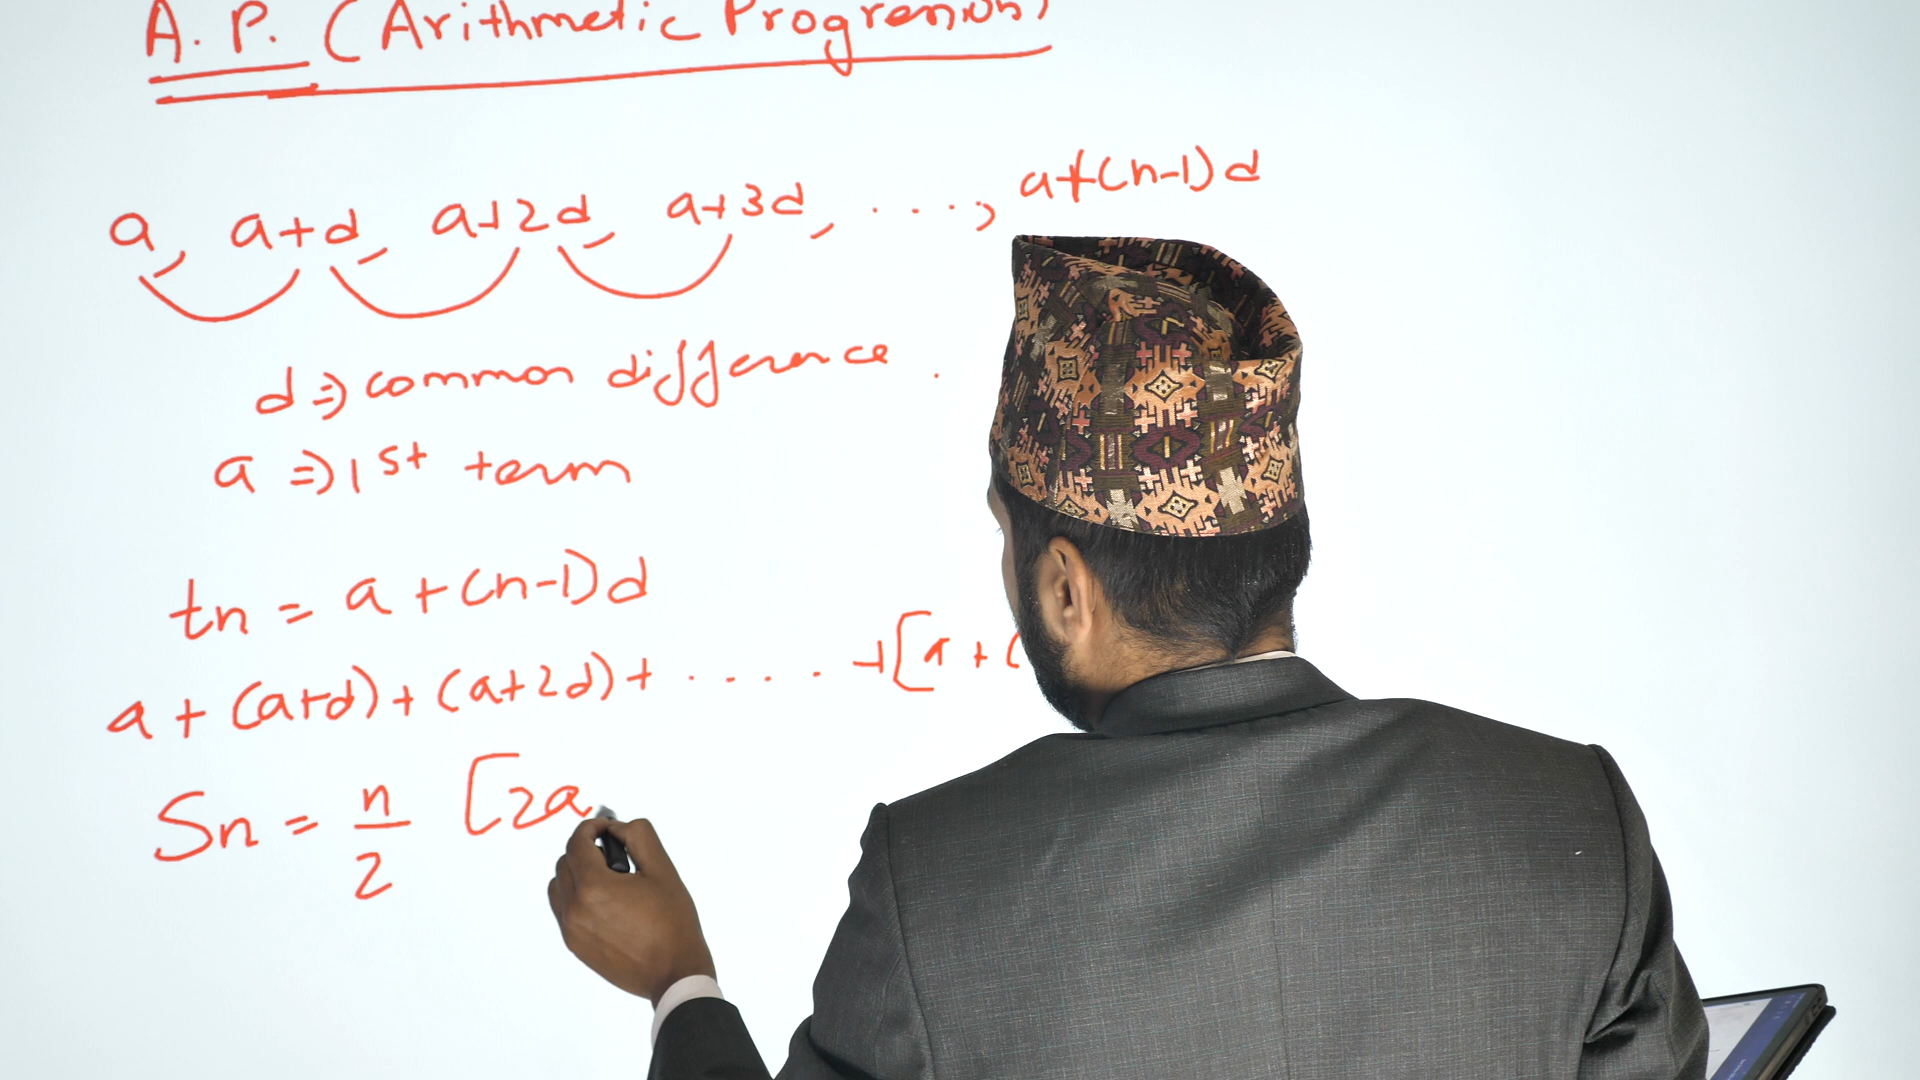 A. P. (Arithmetic Progression)
a, a+d, a+2d, a+3d, ...., a+(n-1)d
d => common difference.
a => 1st term
tn = a+(n-1)d
a + (a+d) + (a+2d) + ..... + [a + (
Sn = n/2 [2a